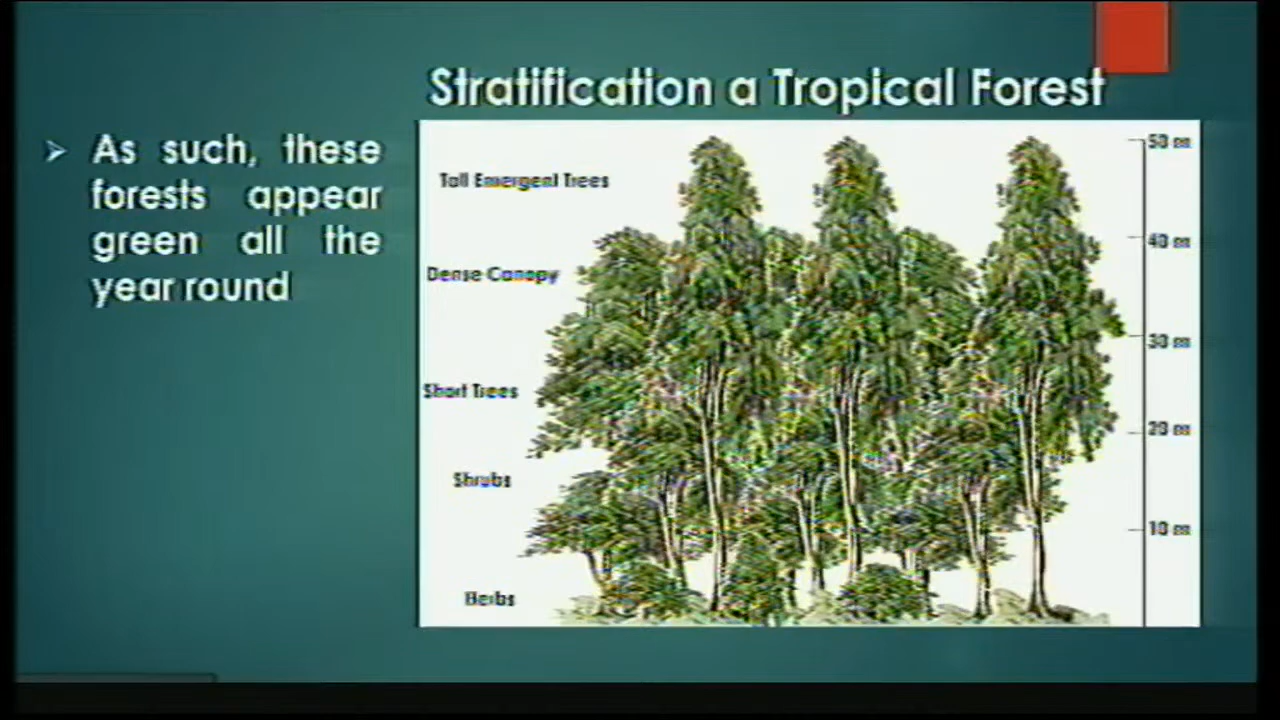 Stratification a Tropical Forest
➢ As such, these
forests appear
green all the
year round
Tall Emergent Trees
Dense Canopy
Short Trees
Shrubs
Herbs
50 m
40 m
30 m
20 m
10 m